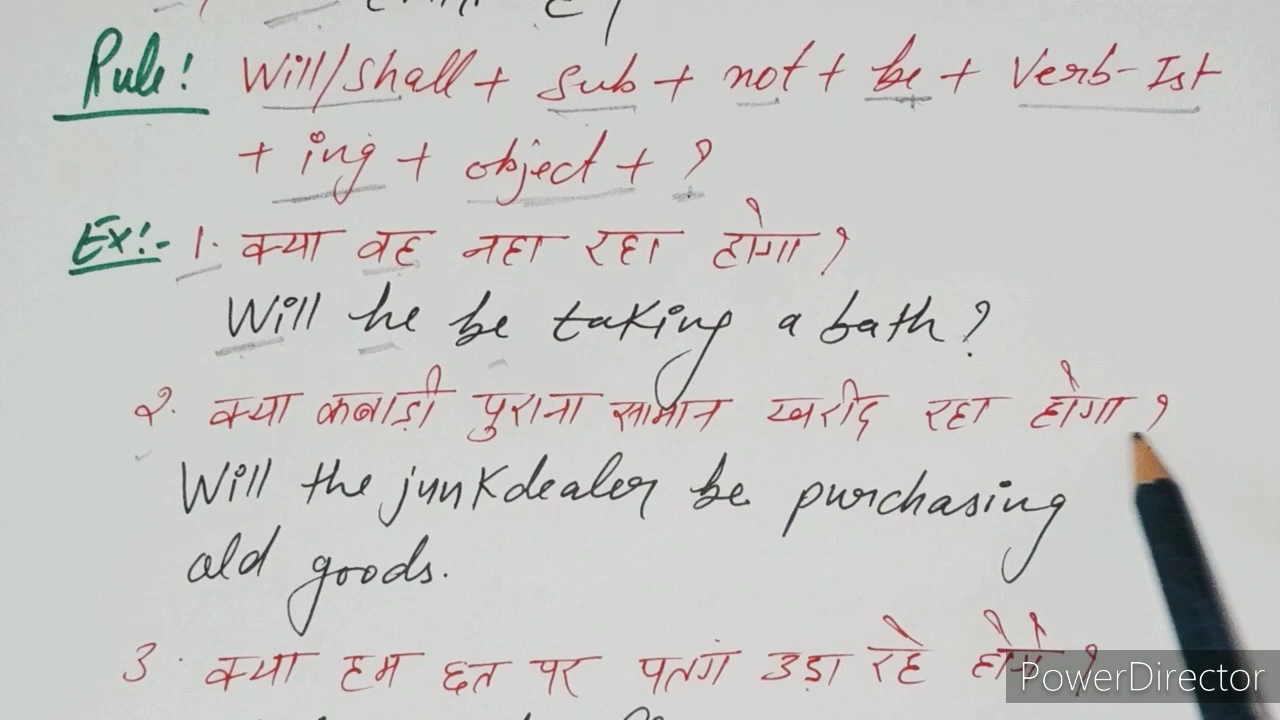 Rule! Will/shall + sub + not + be + Verb-Ist
+ ing + object + ?
Ex:- 1. क्या वह नहा रहा होगा ?
Will he be taking a bath?
2. क्या कबाड़ी पुराना सामान खरीद रहा होगा ?
Will the junkdealer be purchasing
old goods.
3. क्या हम छत पर पतंग उड़ा रहे होंगे ?
PowerDirector